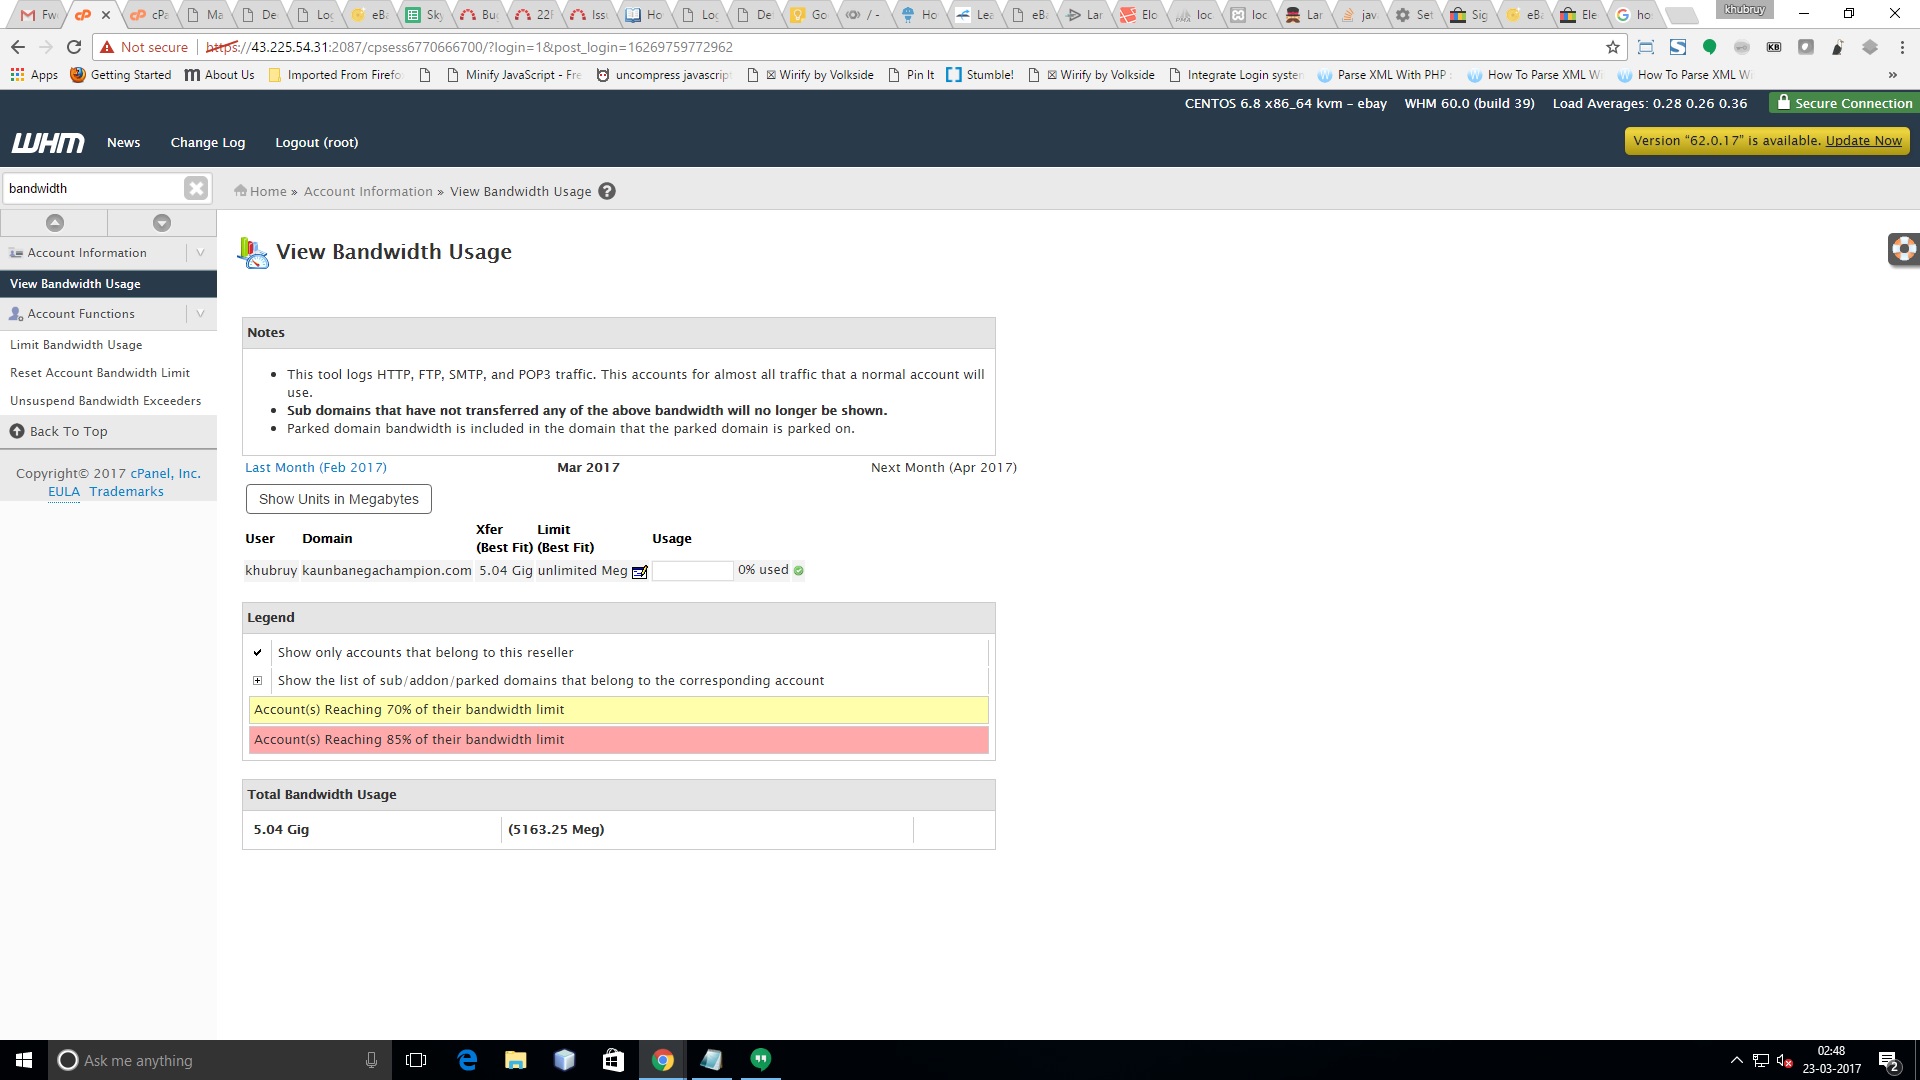 Fw
cPa
Ma
De
Log
eBa
Sky
Bug
22F
Issu
Ho
Log
Def
Go
/ -
Ho
Lea
eBa
Lar
Elo
loc
loc
Lar
java
Set
Sig
eBa
Ele
ho
khubruy
Not secure
https://43.225.54.31:2087/cpsess6770666700/?login=1&post_login=16269759772962
Apps
Getting Started
About Us
Imported From Firefo
Minify JavaScript - Fre
uncompress javascrip
Wirify by Volkside
Pin It
Stumble!
Wirify by Volkside
Integrate Login syster
Parse XML With PHP
How To Parse XML Wi
How To Parse XML Wi
CENTOS 6.8 x86_64 kvm – ebay
WHM 60.0 (build 39)
Load Averages: 0.28 0.26 0.36
Secure Connection
WHM
News
Change Log
Logout (root)
Version “62.0.17” is available. Update Now
bandwidth
Home » Account Information » View Bandwidth Usage ?
Account Information
View Bandwidth Usage
Account Functions
Limit Bandwidth Usage
Reset Account Bandwidth Limit
Unsuspend Bandwidth Exceeders
Back To Top
Copyright© 2017 cPanel, Inc.
EULA Trademarks
View Bandwidth Usage
Notes
This tool logs HTTP, FTP, SMTP, and POP3 traffic. This accounts for almost all traffic that a normal account will
use.
Sub domains that have not transferred any of the above bandwidth will no longer be shown.
Parked domain bandwidth is included in the domain that the parked domain is parked on.
Last Month (Feb 2017)
Mar 2017
Next Month (Apr 2017)
Show Units in Megabytes
User
Domain
Xfer
(Best Fit)
Limit
(Best Fit)
Usage
khubruy
kaunbanegachampion.com
5.04 Gig
unlimited Meg
0% used
Legend
Show only accounts that belong to this reseller
Show the list of sub/addon/parked domains that belong to the corresponding account
Account(s) Reaching 70% of their bandwidth limit
Account(s) Reaching 85% of their bandwidth limit
Total Bandwidth Usage
5.04 Gig
(5163.25 Meg)
Ask me anything
02:48
23-03-2017
2